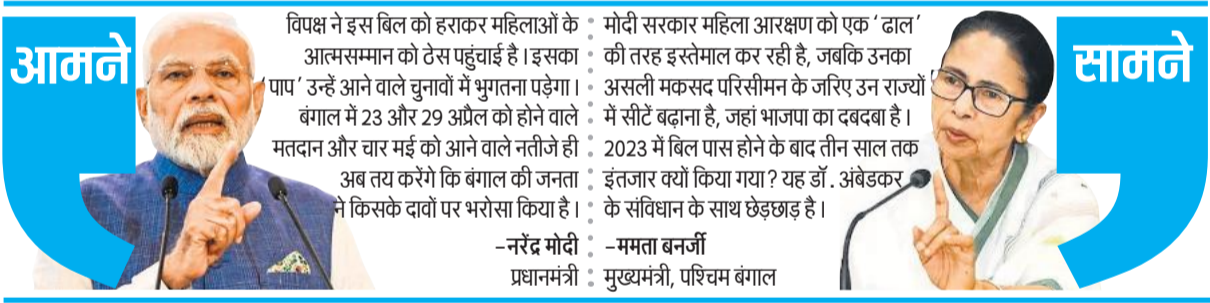 आमने
विपक्ष ने इस बिल को हराकर महिलाओं के
आत्मसम्मान को ठेस पहुंचाई है। इसका
‘पाप’ उन्हें आने वाले चुनावों में भुगतना पड़ेगा।
बंगाल में 23 और 29 अप्रैल को होने वाले
मतदान और चार मई को आने वाले नतीजे ही
अब तय करेंगे कि बंगाल की जनता
ने किसके दावों पर भरोसा किया है।
–नरेंद्र मोदी
प्रधानमंत्री
मोदी सरकार महिला आरक्षण को एक ‘ढाल’
की तरह इस्तेमाल कर रही है, जबकि उनका
असली मकसद परिसीमन के जरिए उन राज्यों
में सीटें बढ़ाना है, जहां भाजपा का दबदबा है।
2023 में बिल पास होने के बाद तीन साल तक
इंतजार क्यों किया गया? यह डॉ. अंबेडकर
के संविधान के साथ छेड़छाड़ है।
–ममता बनर्जी
मुख्यमंत्री, पश्चिम बंगाल
सामने